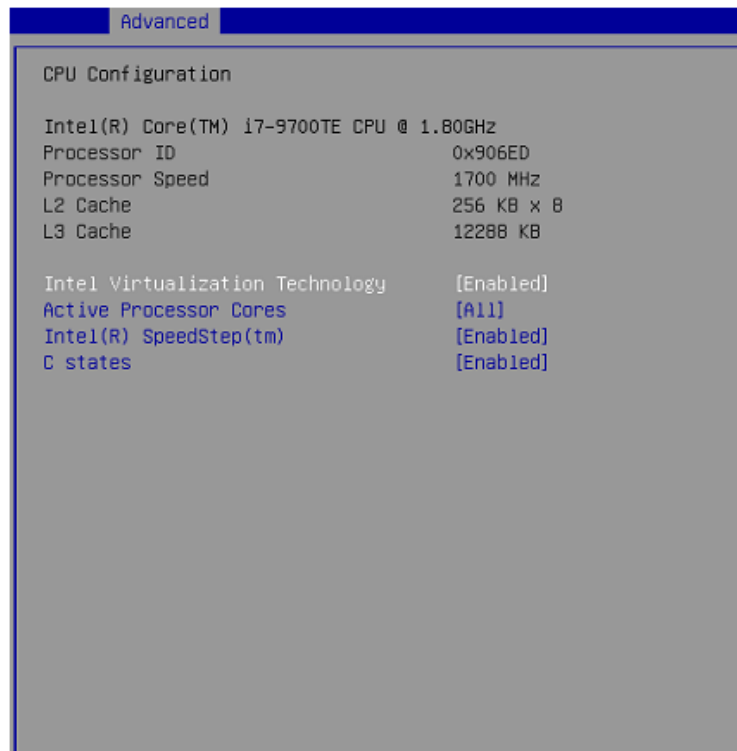 Advanced
CPU Configuration
Intel(R) Core(TM) i7-9700TE CPU @ 1.80GHz
Processor ID 0x906ED
Processor Speed 1700 MHz
L2 Cache 256 KB x 8
L3 Cache 12288 KB
Intel Virtualization Technology [Enabled]
Active Processor Cores [All]
Intel(R) SpeedStep(tm) [Enabled]
C states [Enabled]